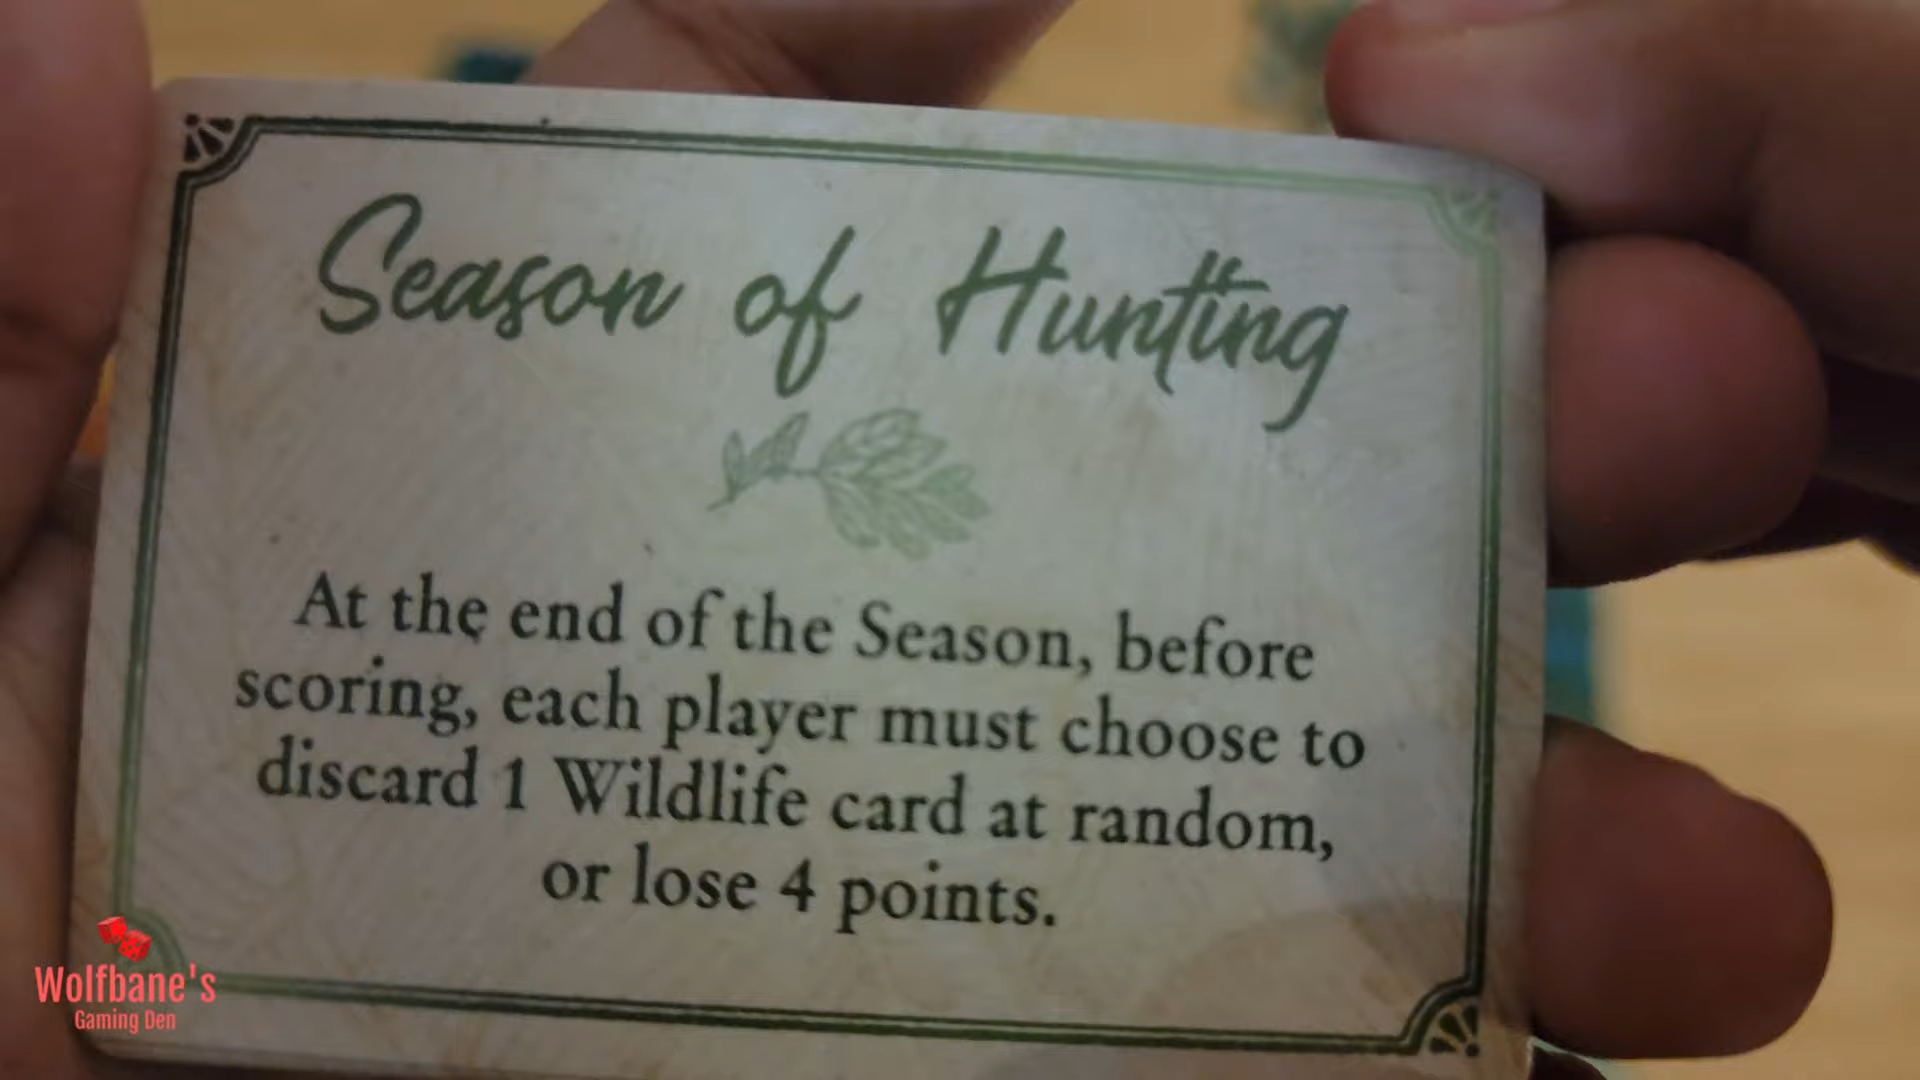 Season of Hunting
At the end of the Season, before
scoring, each player must choose to
discard 1 Wildlife card at random,
or lose 4 points.
Wolfbane's
Gaming Den